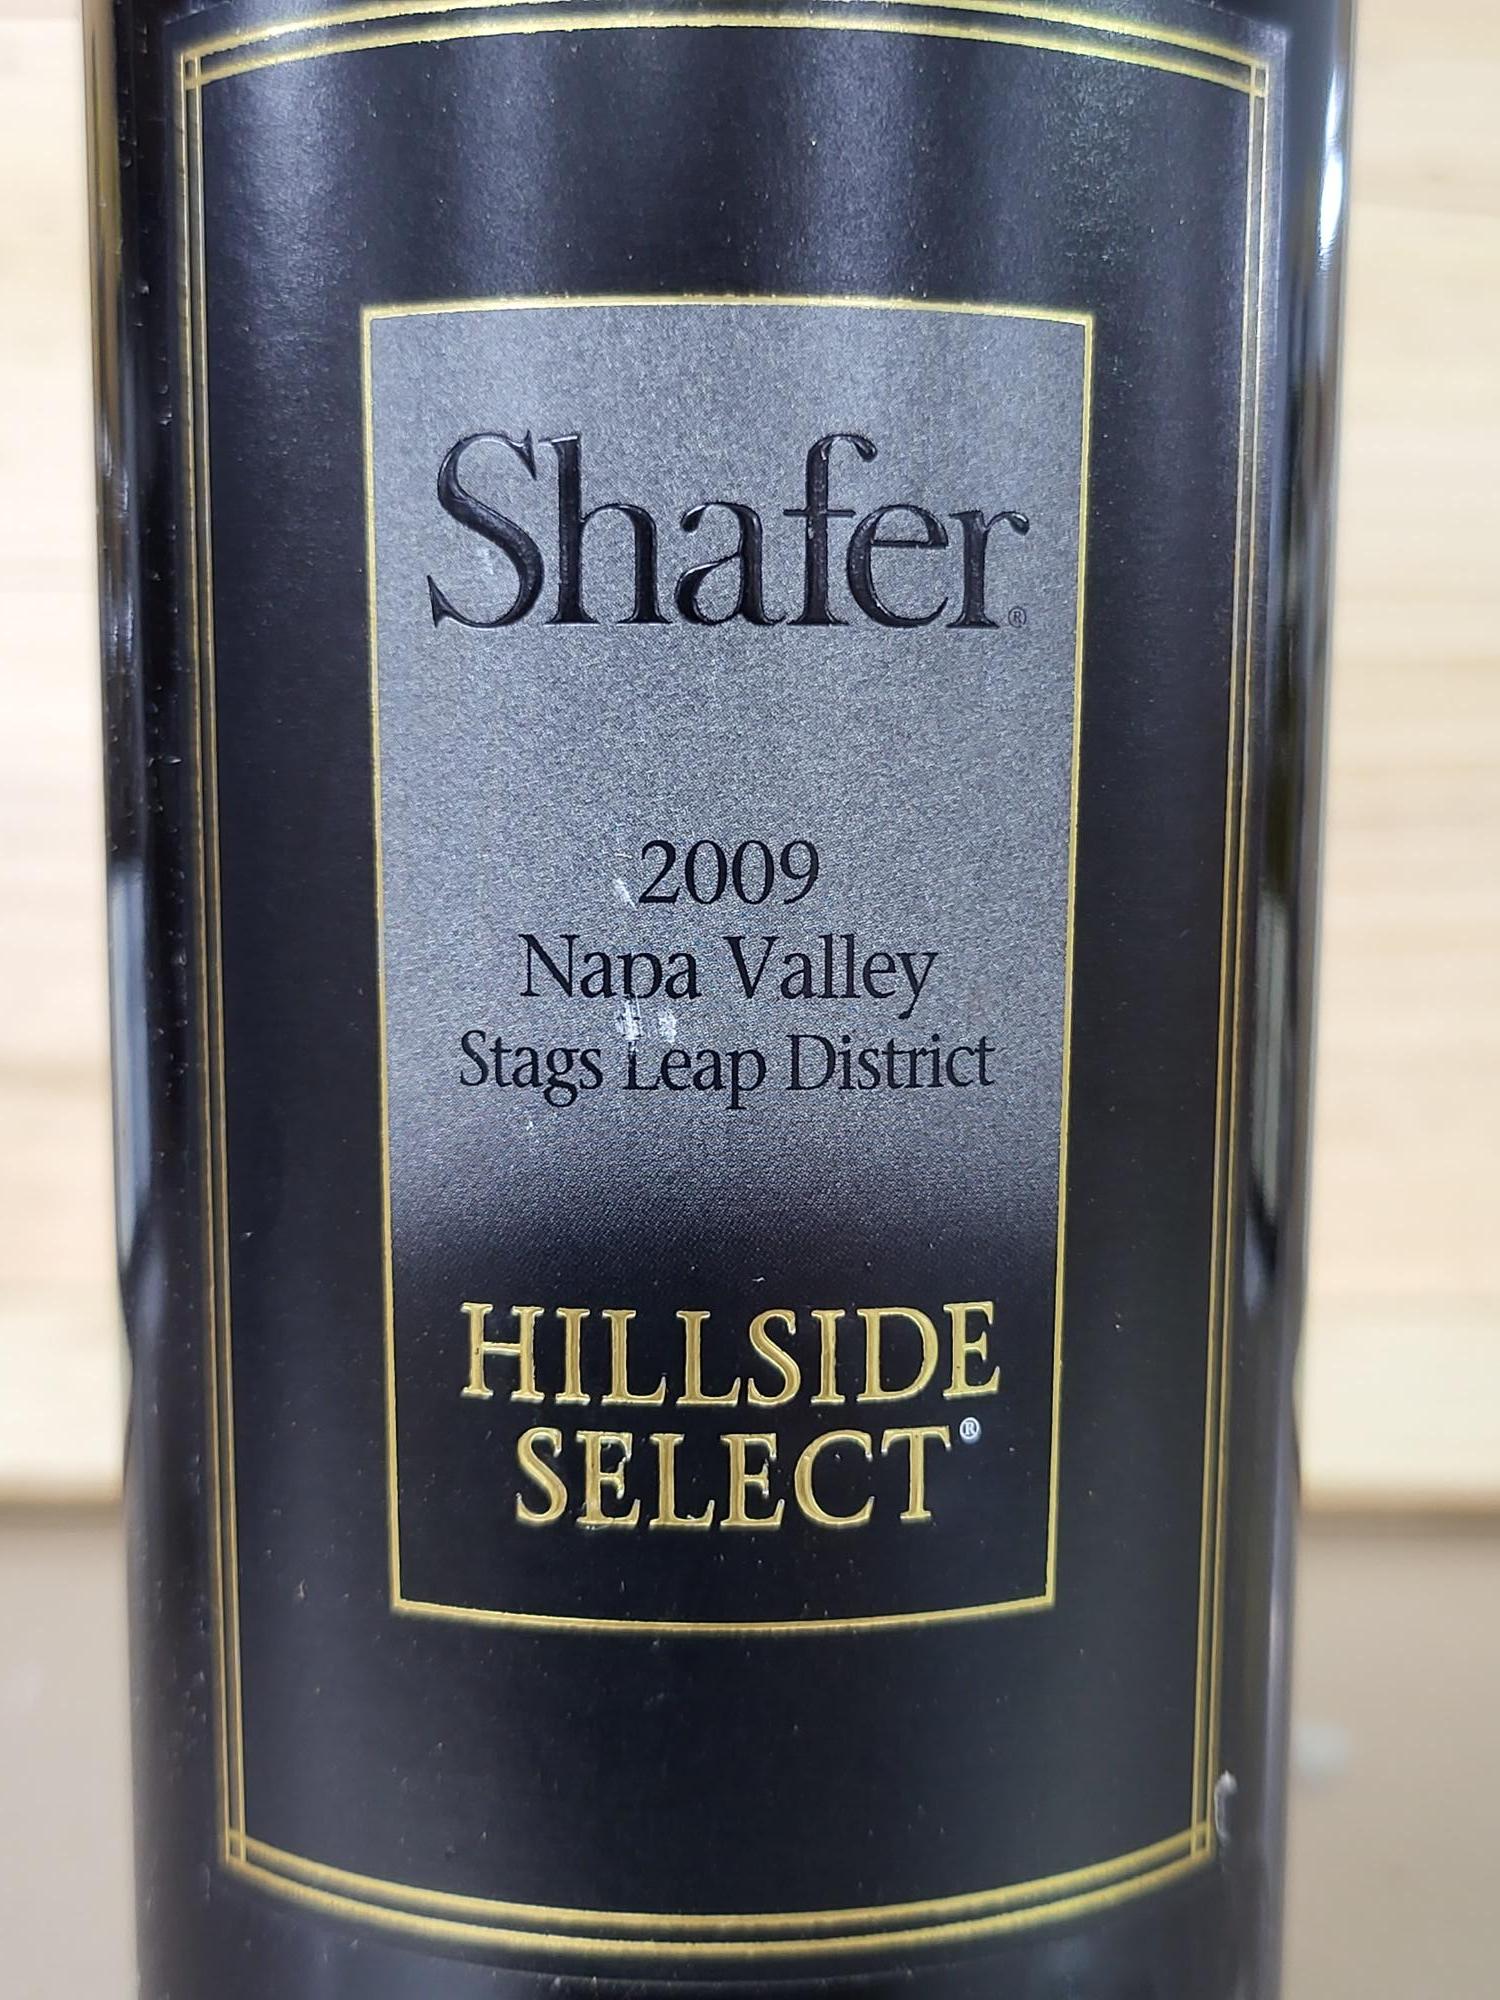 Shafer®
2009
Napa Valley
Stags Leap District
HILLSIDE
SELECT®